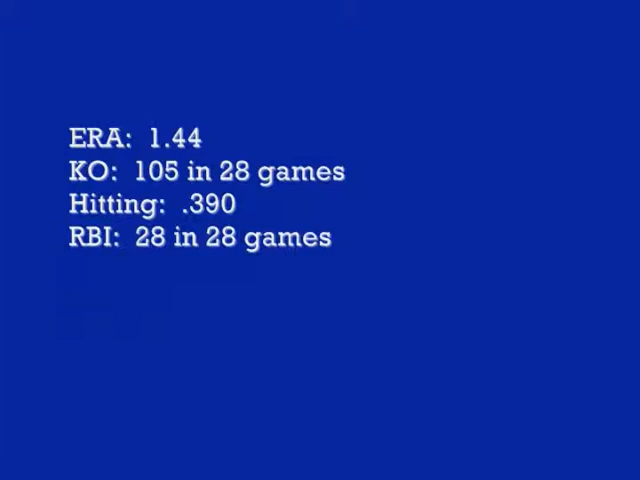 ERA: 1.44
KO: 105 in 28 games
Hitting: .390
RBI: 28 in 28 games